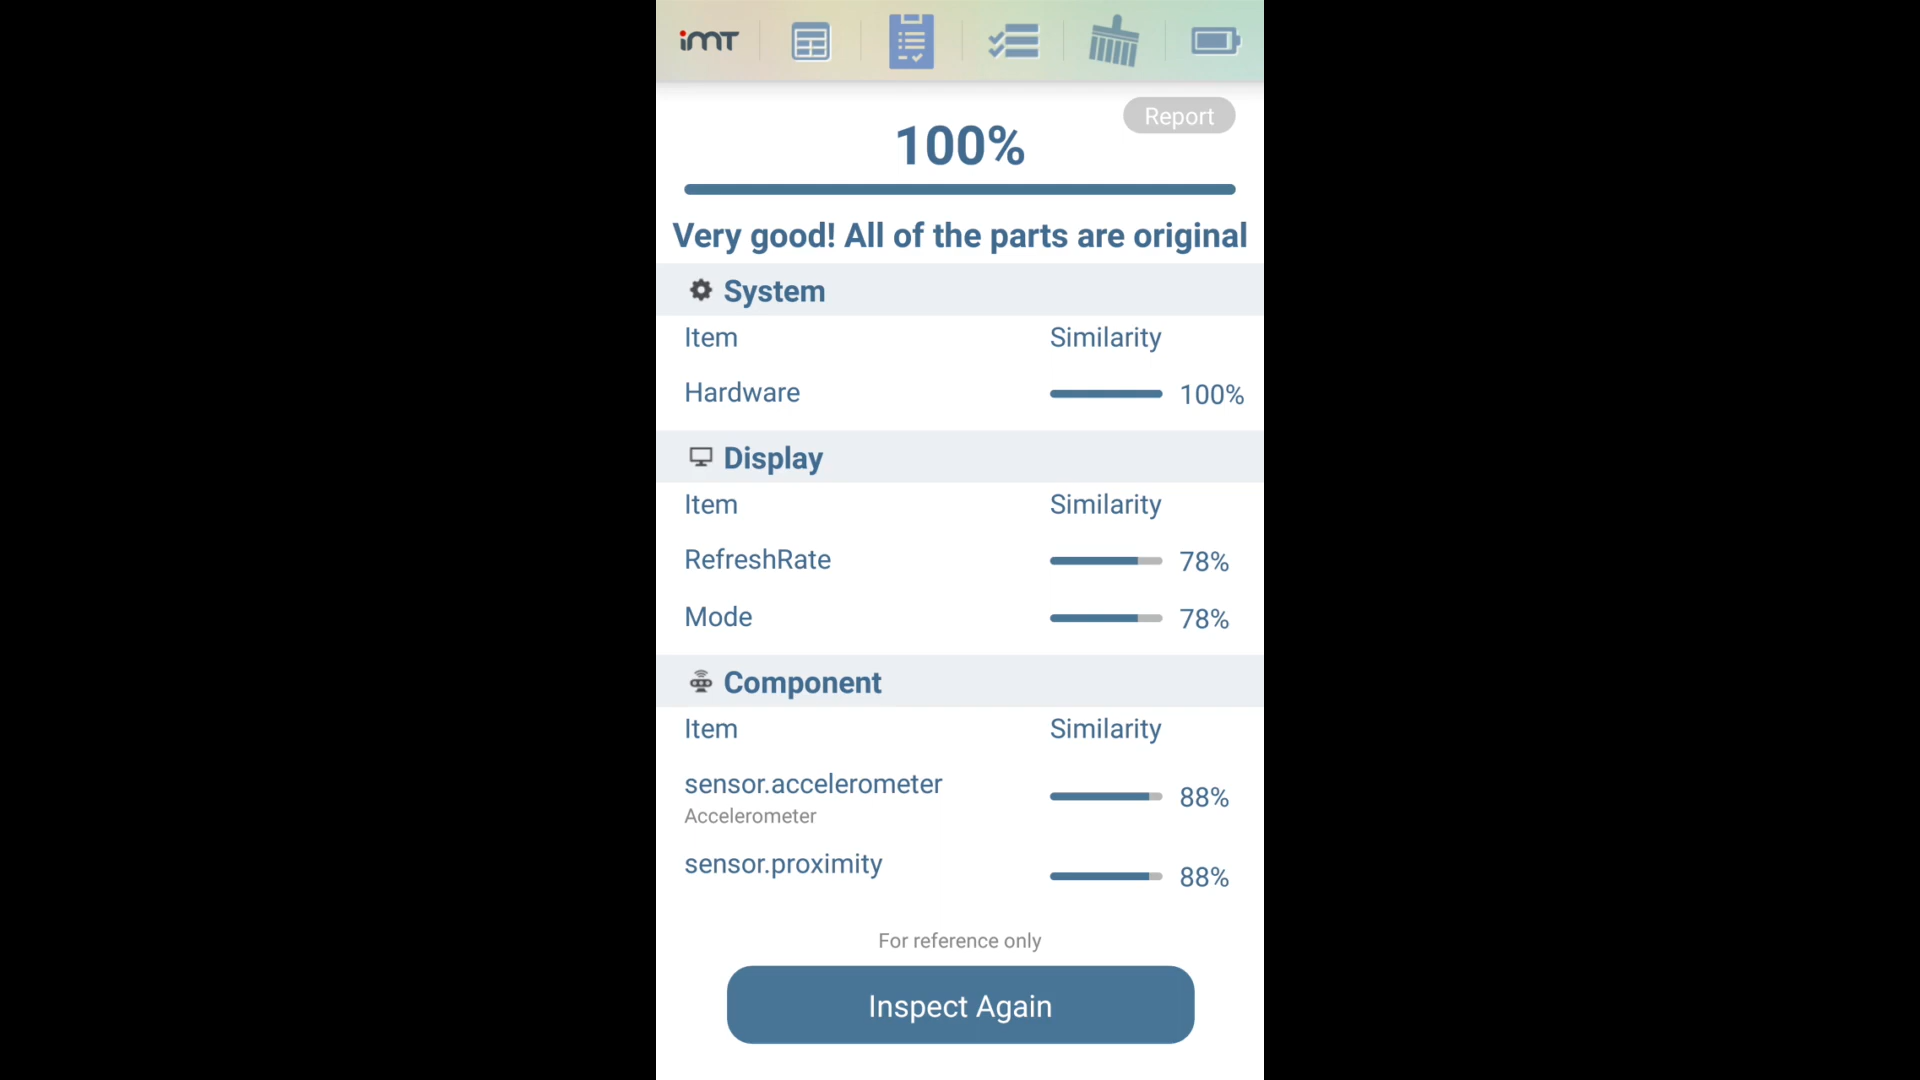 iMT
Report
100%
Very good! All of the parts are original
System
Item Similarity
Hardware 100%
Display
Item Similarity
RefreshRate 78%
Mode 78%
Component
Item Similarity
sensor.accelerometer 88%
Accelerometer
sensor.proximity 88%
For reference only
Inspect Again